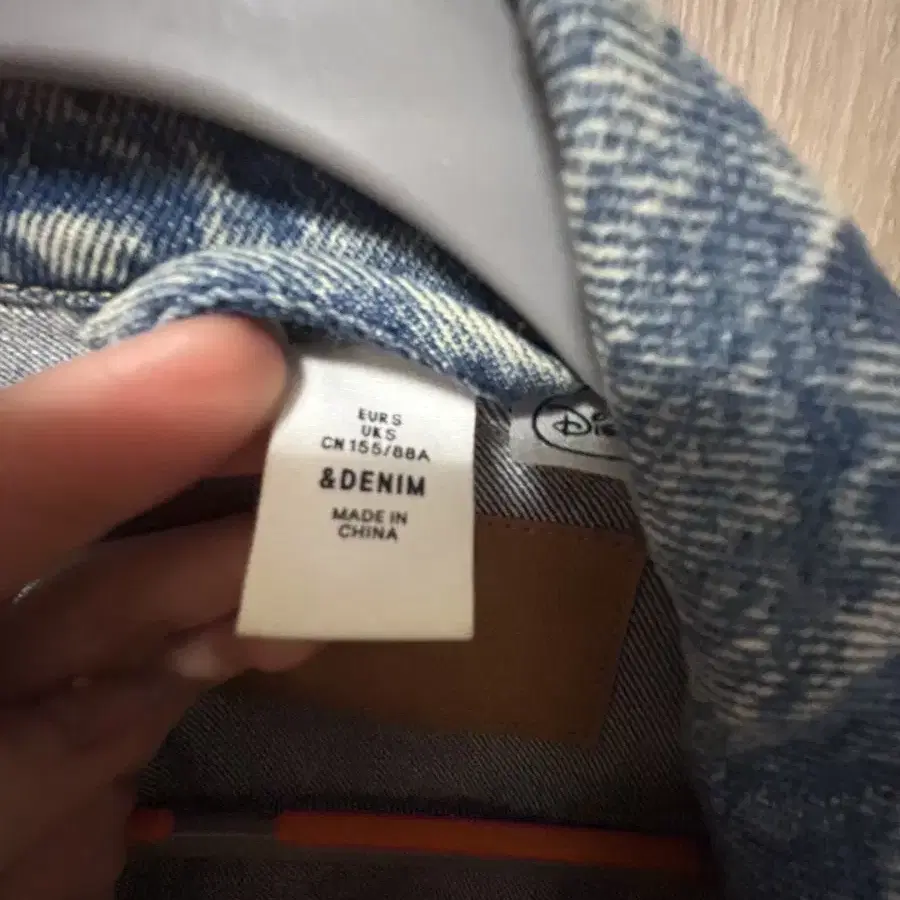 EUR S
UK S
CN 155/88A
&DENIM
MADE IN
CHINA